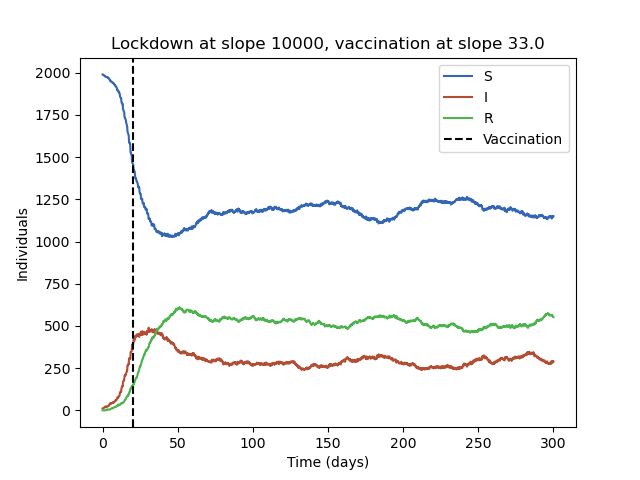 Lockdown at slope 10000, vaccination at slope 33.0
S
I
R
Vaccination
Individuals
2000
1750
1500
1250
1000
750
500
250
0
0 50 100 150 200 250 300
Time (days)